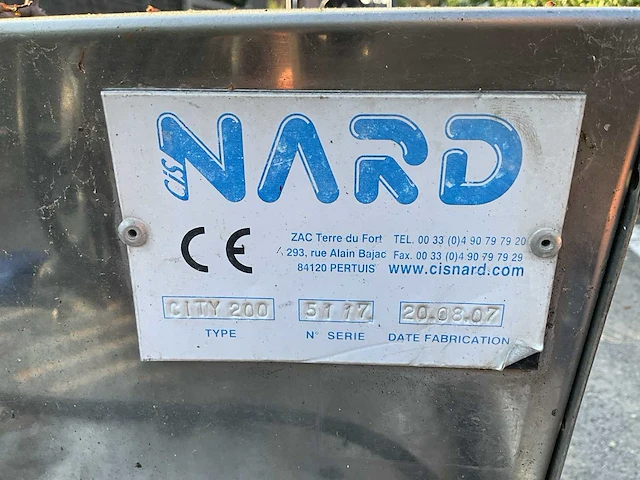 CIS NARD
CE
ZAC Terre du Fort TEL. 00 33 (0)4 90 79 79 20
293, rue Alain Bajac Fax. 00 33 (0)4 90 79 79 29
84120 PERTUIS www.cisnard.com
CITY 200 51 17 20.08.07
TYPE N° SERIE DATE FABRICATION